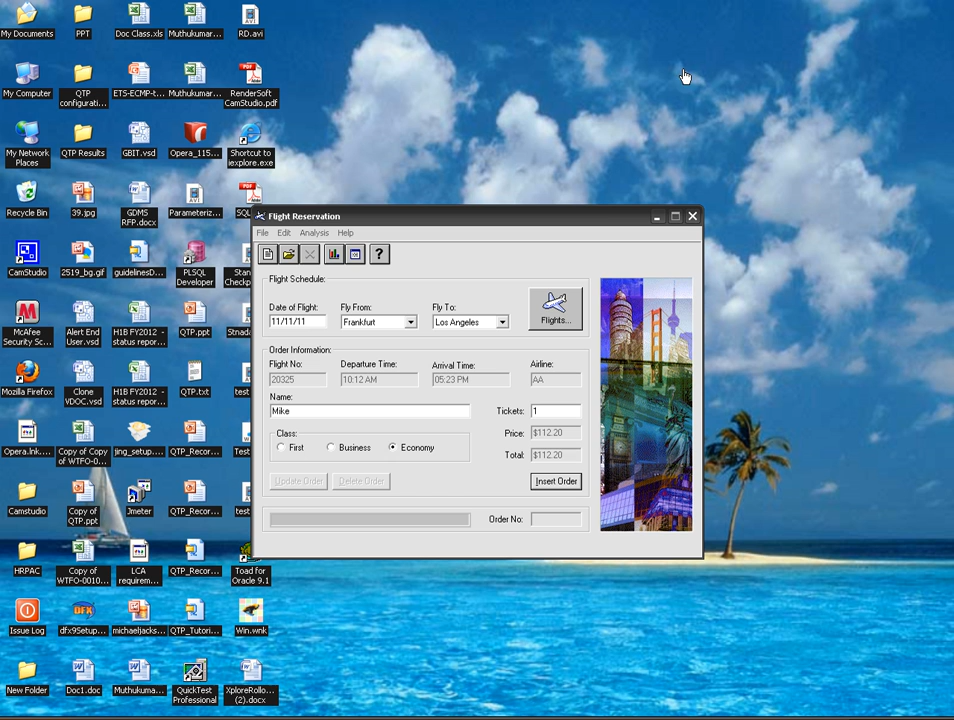 My Documents
PPT
Doc Class.xls
Muthukumar...
RD.avi
My Computer
QTP
configurati...
ETS-ECMP-t...
Muthukumar...
RenderSoft
CamStudio.pdf
My Network
Places
QTP Results
GBIT.vsd
Opera_115...
Shortcut to
iexplore.exe
Recycle Bin
39.jpg
GDMS
RFP.docx
Parameteriz...
SQL
CamStudio
2519_bg.gif
guidelinesD...
PLSQL
Developer
Stan
Checkp
McAfee
Security Sc...
Alert End
User.vsd
H1B FY2012 -
status repor...
QTP.ppt
Strnada
Mozilla Firefox
Clone
VDOC.vsd
H1B FY2012 -
status repor...
QTP.txt
test
Opera.lnk....
Copy of Copy
of WTFO-0...
jing_setup....
QTP_Recor...
Test
Camstudio
Copy of
QTP.ppt
Jmeter
QTP_Recor...
test
HRPAC
Copy of
WTFO-0010...
LCA
requirem...
QTP_Recor...
Toad for
Oracle 9.1
Issue Log
dfx9Setup....
michaeljacks...
QTP_Tutori...
Win.wnk
New Folder
Doc1.doc
Muthukuma...
QuickTest
Professional
XploreRollo...
(2).docx
Flight Reservation
File Edit Analysis Help
?
Flight Schedule:
Date of Flight: Fly From: Fly To:
11/11/11 Frankfurt Los Angeles
Flights...
Order Information:
Flight No: Departure Time: Arrival Time: Airline:
20325 10:12 AM 05:23 PM AA
Name:
Mike Tickets: 1
Class: Price: $112.20
First Business Economy
Total: $112.20
Update Order Delete Order Insert Order
Order No: